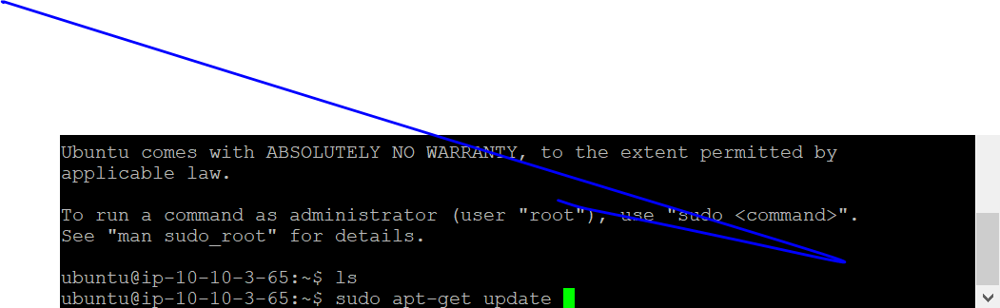 Ubuntu comes with ABSOLUTELY NO WARRANTY, to the extent permitted by
applicable law.
To run a command as administrator (user "root"), use "sudo <command>".
See "man sudo_root" for details.
ubuntu@ip-10-10-3-65:~$ ls
ubuntu@ip-10-10-3-65:~$ sudo apt-get update